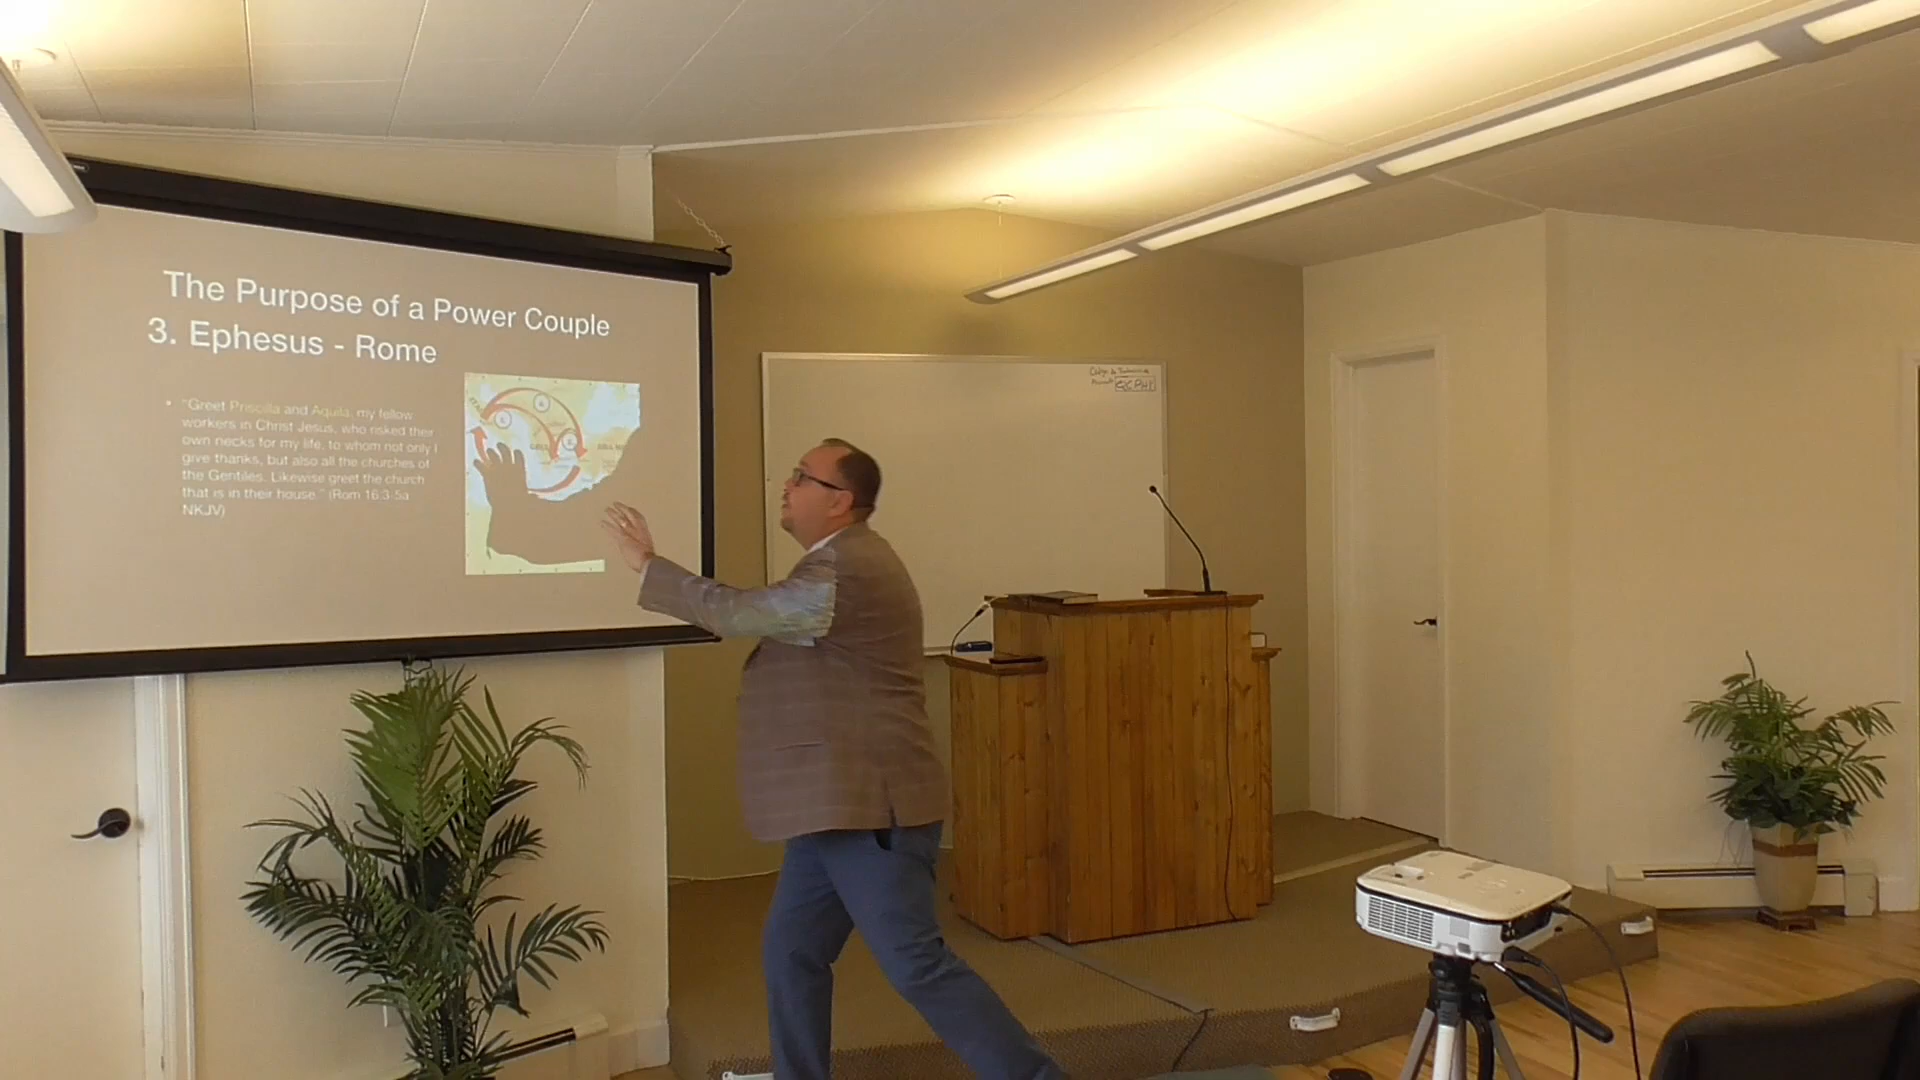 The Purpose of a Power Couple
3. Ephesus - Rome
• "Greet Priscilla and Aquila, my fellow
workers in Christ Jesus, who risked their
own necks for my life, to whom not only I
give thanks, but also all the churches of
the Gentiles. Likewise greet the church
that is in their house." (Rom 16:3-5a
NKJV)